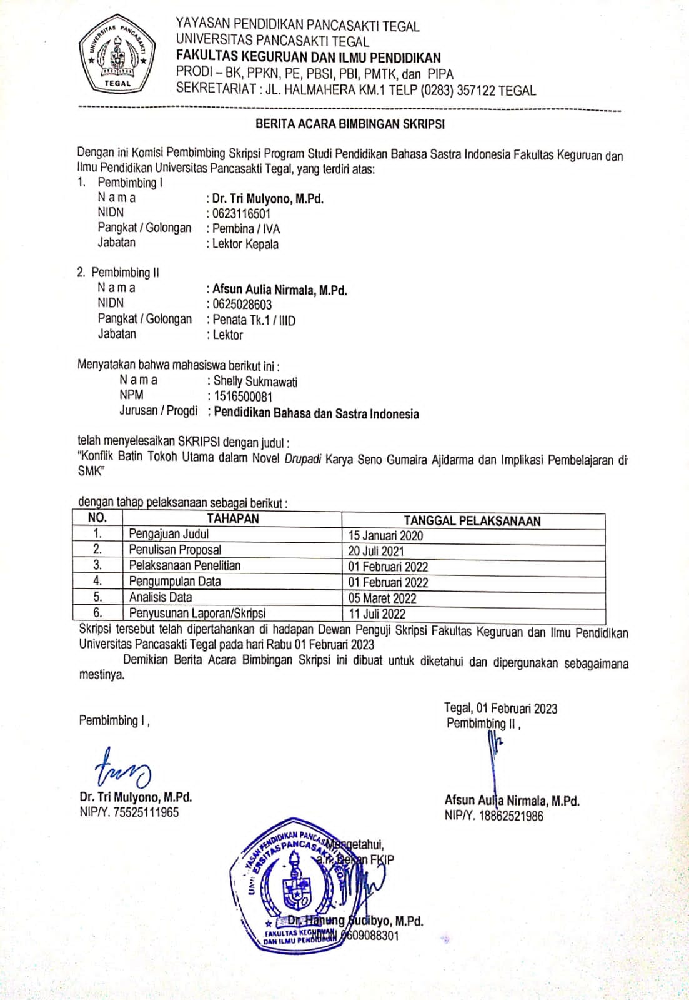 YAYASAN PENDIDIKAN PANCASAKTI TEGAL
UNIVERSITAS PANCASAKTI TEGAL
FAKULTAS KEGURUAN DAN ILMU PENDIDIKAN
PRODI – BK, PPKN, PE, PBSI, PBI, PMTK, dan PIPA
SEKRETARIAT : JL. HALMAHERA KM.1 TELP (0283) 357122 TEGAL
UNIVERSITAS PANCASAKTI
TEGAL
BERITA ACARA BIMBINGAN SKRIPSI
Dengan ini Komisi Pembimbing Skripsi Program Studi Pendidikan Bahasa Sastra Indonesia Fakultas Keguruan dan
Ilmu Pendidikan Universitas Pancasakti Tegal, yang terdiri atas:
1. Pembimbing I
N a m a : Dr. Tri Mulyono, M.Pd.
NIDN : 0623116501
Pangkat / Golongan : Pembina / IVA
Jabatan : Lektor Kepala
2. Pembimbing II
N a m a : Afsun Aulia Nirmala, M.Pd.
NIDN : 0625028603
Pangkat / Golongan : Penata Tk.1 / IIID
Jabatan : Lektor
Menyatakan bahwa mahasiswa berikut ini :
N a m a : Shelly Sukmawati
NPM : 1516500081
Jurusan / Progdi : Pendidikan Bahasa dan Sastra Indonesia
telah menyelesaikan SKRIPSI dengan judul :
"Konflik Batin Tokoh Utama dalam Novel Drupadi Karya Seno Gumaira Ajidarma dan Implikasi Pembelajaran di
SMK"
dengan tahap pelaksanaan sebagai berikut :
NO. TAHAPAN TANGGAL PELAKSANAAN
1. Pengajuan Judul 15 Januari 2020
2. Penulisan Proposal 20 Juli 2021
3. Pelaksanaan Penelitian 01 Februari 2022
4. Pengumpulan Data 01 Februari 2022
5. Analisis Data 05 Maret 2022
6. Penyusunan Laporan/Skripsi 11 Juli 2022
Skripsi tersebut telah dipertahankan di hadapan Dewan Penguji Skripsi Fakultas Keguruan dan Ilmu Pendidikan
Universitas Pancasakti Tegal pada hari Rabu 01 Februari 2023
Demikian Berita Acara Bimbingan Skripsi ini dibuat untuk diketahui dan dipergunakan sebagaimana
mestinya.
Tegal, 01 Februari 2023
Pembimbing I , Pembimbing II ,
Dr. Tri Mulyono, M.Pd. Afsun Aulia Nirmala, M.Pd.
NIP/Y. 75525111965 NIP/Y. 18862521986
Mengetahui,
a.n. Dekan FKIP
Dr. Hanung Sudibyo, M.Pd.
NIDN 0609088301
YAYASAN PENDIDIKAN PANCASAKTI TEGAL
UNIVERSITAS PANCASAKTI TEGAL
FAKULTAS KEGURUAN
DAN ILMU PENDIDIKAN